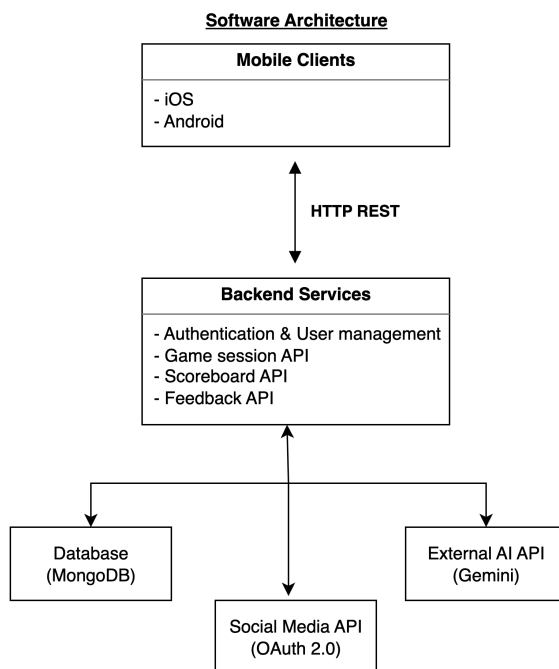 Software Architecture
Mobile Clients
- iOS
- Android
HTTP REST
Backend Services
- Authentication & User management
- Game session API
- Scoreboard API
- Feedback API
Database
(MongoDB)
External AI API
(Gemini)
Social Media API
(OAuth 2.0)